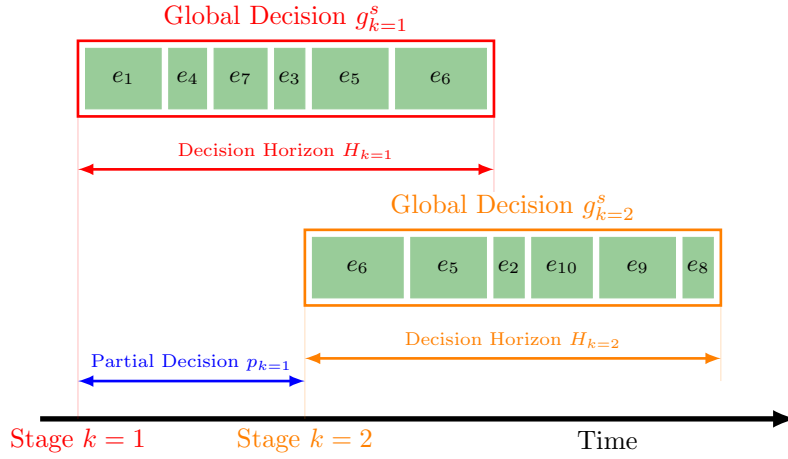 Global Decision $g^s_{k=1}$
$e_1$ $e_4$ $e_7$ $e_3$ $e_5$ $e_6$
Decision Horizon $H_{k=1}$
Global Decision $g^s_{k=2}$
$e_6$ $e_5$ $e_2$ $e_{10}$ $e_9$ $e_8$
Decision Horizon $H_{k=2}$
Partial Decision $p_{k=1}$
Stage $k = 1$ Stage $k = 2$ Time